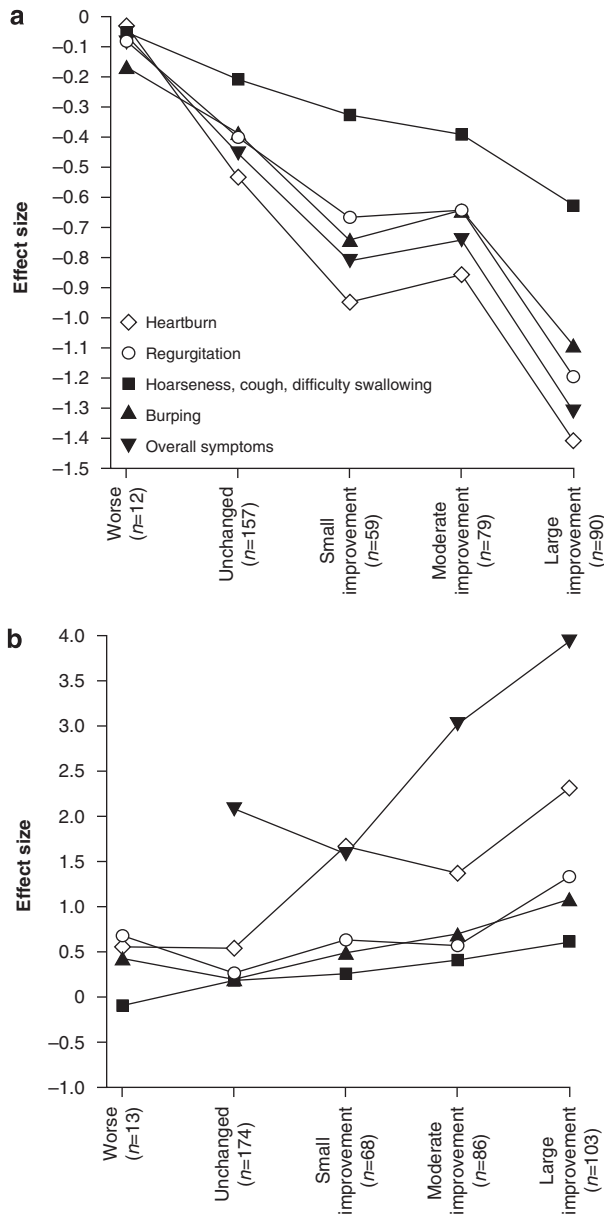 a
0
–0.1
–0.2
–0.3
–0.4
–0.5
–0.6
–0.7
–0.8
–0.9
–1.0
–1.1
–1.2
–1.3
–1.4
–1.5
Effect size
Heartburn
Regurgitation
Hoarseness, cough, difficulty swallowing
Burping
Overall symptoms
Worse
(n=12)
Unchanged
(n=157)
Small
improvement
(n=59)
Moderate
improvement
(n=79)
Large
improvement
(n=90)
b
4.0
3.5
3.0
2.5
2.0
1.5
1.0
0.5
0
–0.5
–1.0
Effect size
Worse
(n=13)
Unchanged
(n=174)
Small
improvement
(n=68)
Moderate
improvement
(n=86)
Large
improvement
(n=103)